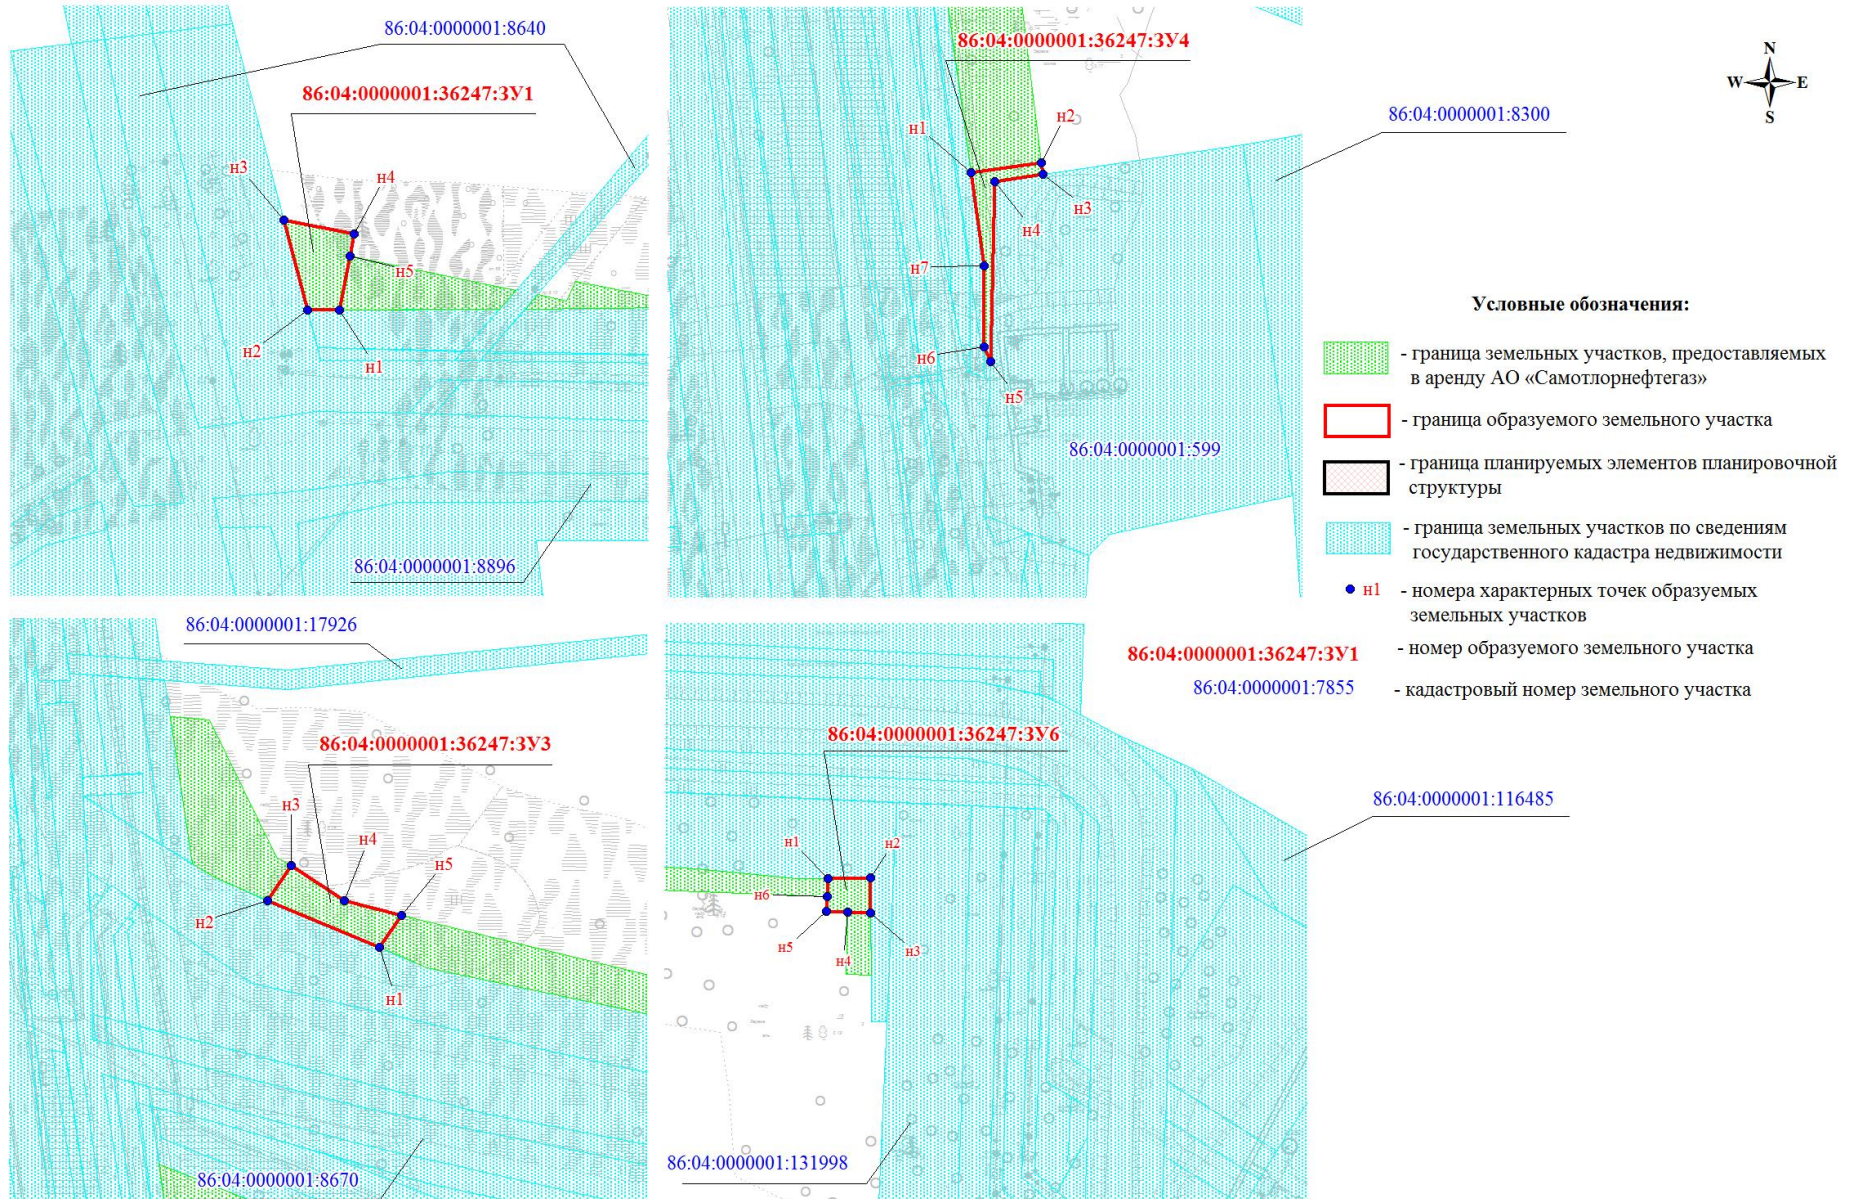 86:04:0000001:8640
86:04:0000001:36247:ЗУ1
н3
н4
н5
н2
н1
86:04:0000001:8896
86:04:0000001:36247:ЗУ4
н1
н2
86:04:0000001:8300
н3
н4
н7
н6
н5
86:04:0000001:599
N
W
E
S
Условные обозначения:
- граница земельных участков, предоставляемых
в аренду АО «Самотлорнефтегаз»
- граница образуемого земельного участка
- граница планируемых элементов планировочной
структуры
- граница земельных участков по сведениям
государственного кадастра недвижимости
н1 - номера характерных точек образуемых
земельных участков
86:04:0000001:36247:ЗУ1 - номер образуемого земельного участка
86:04:0000001:7855 - кадастровый номер земельного участка
86:04:0000001:17926
86:04:0000001:36247:ЗУ3
н3
н4
н5
н2
н1
86:04:0000001:8670
86:04:0000001:36247:ЗУ6
86:04:0000001:116485
н1
н2
н6
н5
н4
н3
86:04:0000001:131998